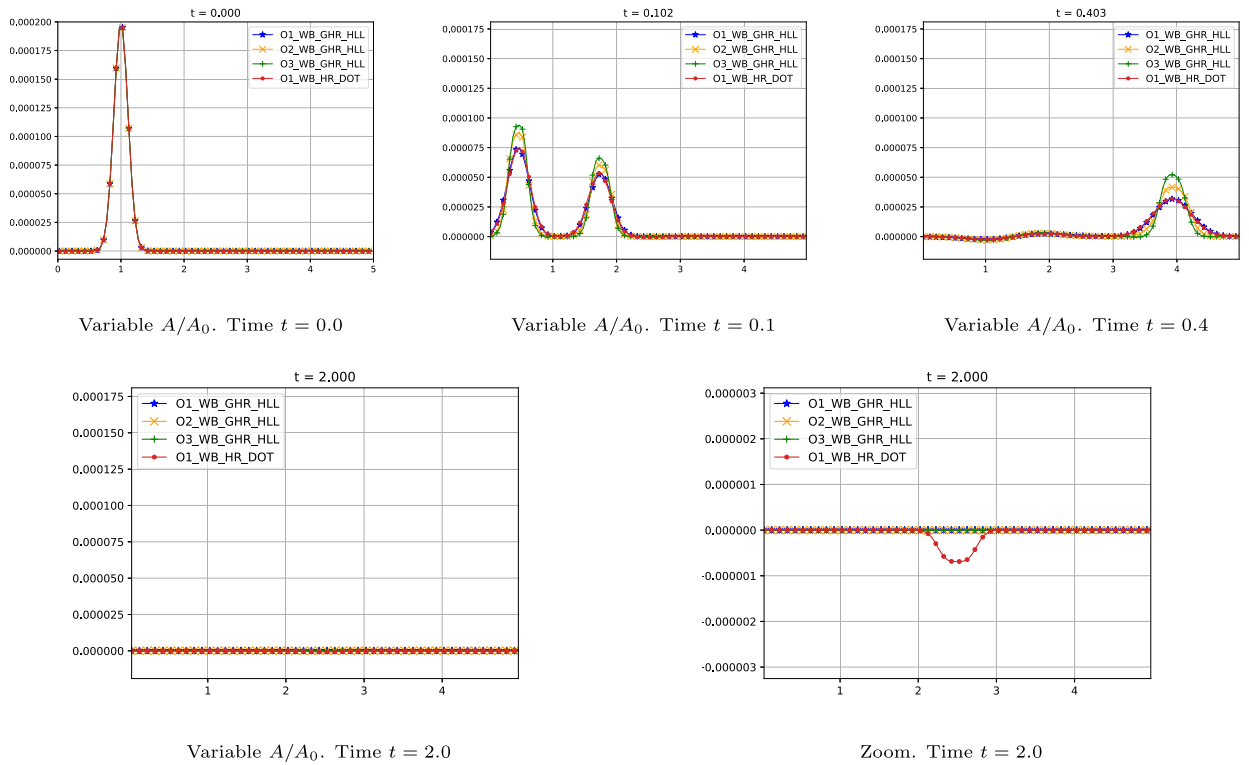 t = 0.000
0.000200
0.000175
0.000150
0.000125
0.000100
0.000075
0.000050
0.000025
0.000000
0 1 2 3 4 5
O1_WB_GHR_HLL
O2_WB_GHR_HLL
O3_WB_GHR_HLL
O1_WB_HR_DOT
Variable A/A₀. Time t = 0.0
t = 0.102
0.000175
0.000150
0.000125
0.000100
0.000075
0.000050
0.000025
0.000000
1 2 3 4
O1_WB_GHR_HLL
O2_WB_GHR_HLL
O3_WB_GHR_HLL
O1_WB_HR_DOT
Variable A/A₀. Time t = 0.1
t = 0.403
0.000175
0.000150
0.000125
0.000100
0.000075
0.000050
0.000025
0.000000
1 2 3 4
O1_WB_GHR_HLL
O2_WB_GHR_HLL
O3_WB_GHR_HLL
O1_WB_HR_DOT
Variable A/A₀. Time t = 0.4
t = 2.000
0.000175
0.000150
0.000125
0.000100
0.000075
0.000050
0.000025
0.000000
1 2 3 4
O1_WB_GHR_HLL
O2_WB_GHR_HLL
O3_WB_GHR_HLL
O1_WB_HR_DOT
Variable A/A₀. Time t = 2.0
t = 2.000
0.000003
0.000002
0.000001
0.000000
-0.000001
-0.000002
-0.000003
1 2 3 4
O1_WB_GHR_HLL
O2_WB_GHR_HLL
O3_WB_GHR_HLL
O1_WB_HR_DOT
Zoom. Time t = 2.0